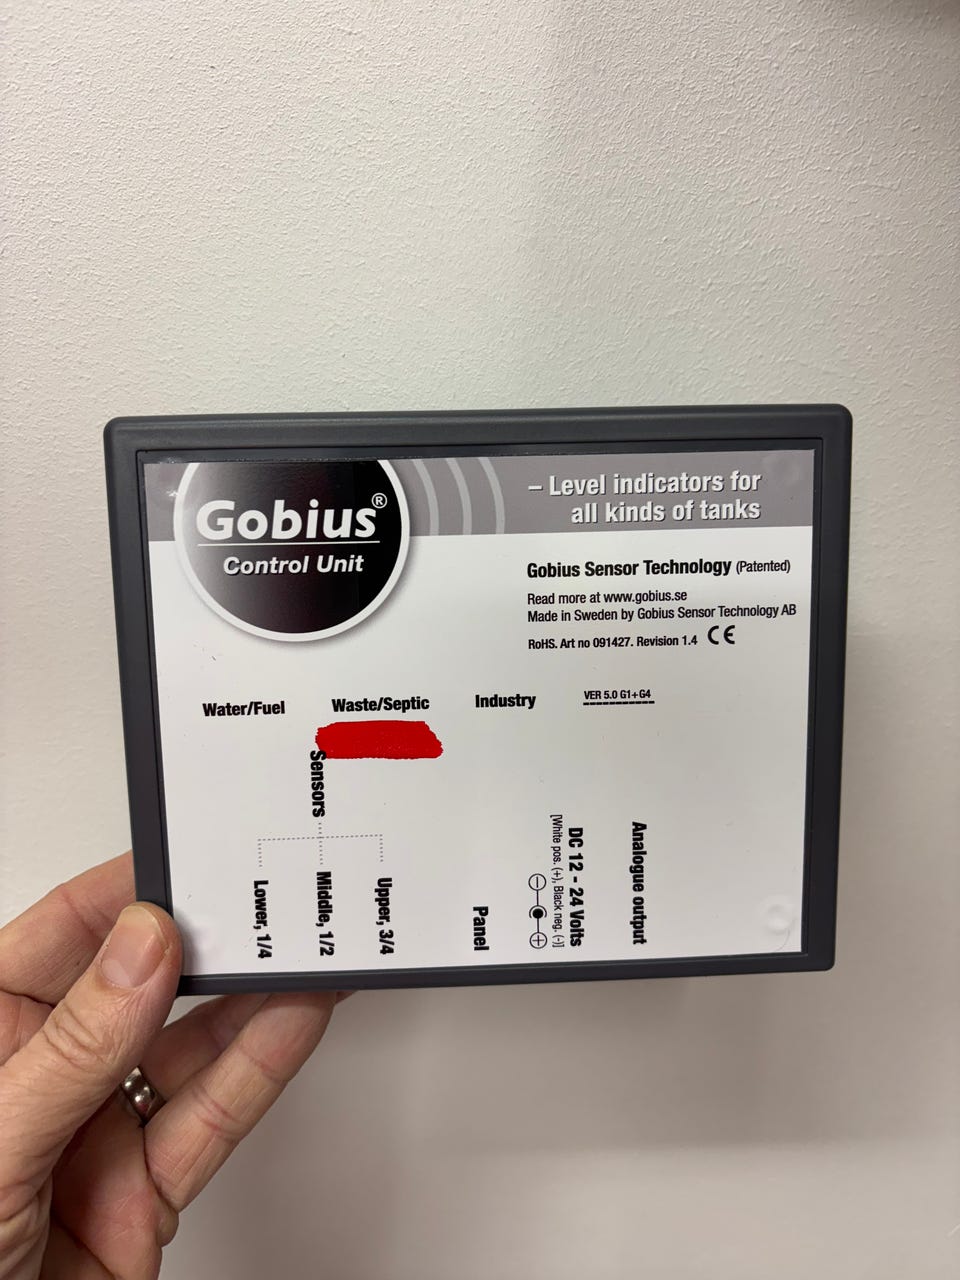 Gobius®
Control Unit
– Level indicators for
all kinds of tanks
Gobius Sensor Technology (Patented)
Read more at www.gobius.se
Made in Sweden by Gobius Sensor Technology AB
RoHS. Art no 091427. Revision 1.4 CE
Water/Fuel
Waste/Septic
Industry
VER 5.0 G1+G4
Sensors
Lower, 1/4
Middle, 1/2
Upper, 3/4
Panel
DC 12 - 24 Volts
[White pos. (+), Black neg. (-)]
Analogue output